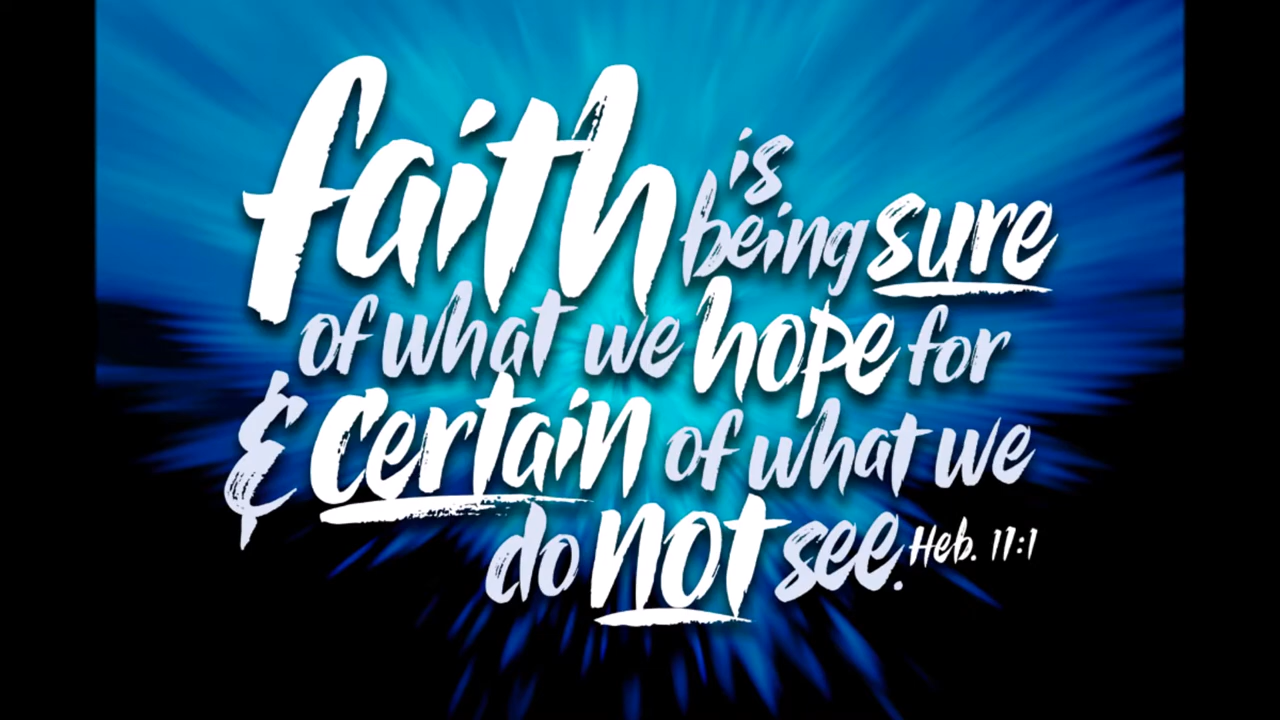 faith is
being sure
of what we hope for
& certain of what we
do not see. Heb. 11:1